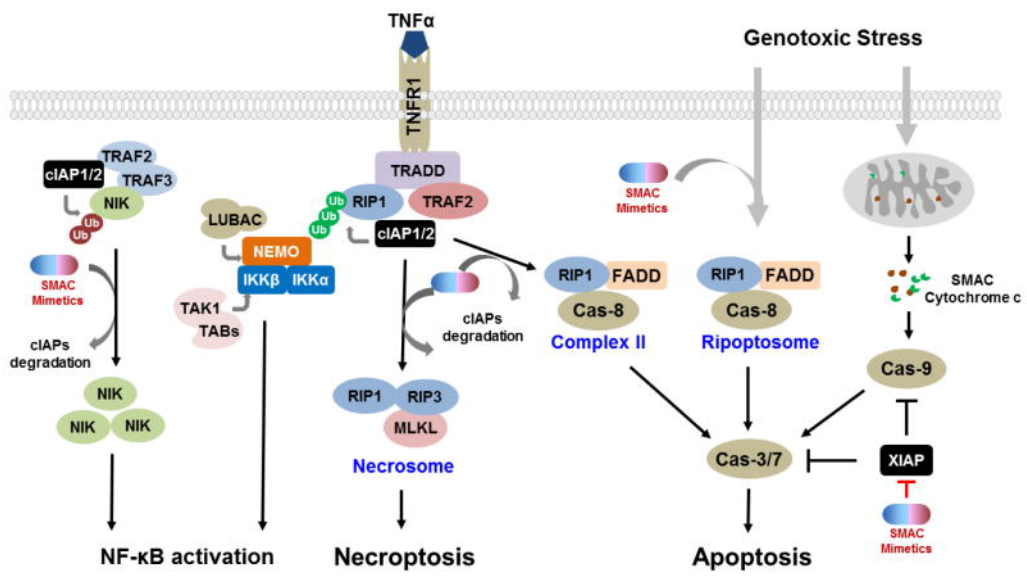 TNFα
Genotoxic Stress
TNFR1
TRAF2
cIAP1/2
TRAF3
NIK
Ub
Ub
SMAC
Mimetics
cIAPs
degradation
NIK
NIK
NIK
LUBAC
NEMO
IKKβ
IKKα
TAK1
TABs
NF-κB activation
TRADD
Ub
Ub
Ub
RIP1
TRAF2
cIAP1/2
cIAPs
degradation
RIP1
RIP3
MLKL
Necrosome
Necroptosis
RIP1
FADD
Cas-8
Complex II
SMAC
Mimetics
RIP1
FADD
Cas-8
Ripoptosome
SMAC
Cytochrome c
Cas-9
Cas-3/7
XIAP
SMAC
Mimetics
Apoptosis